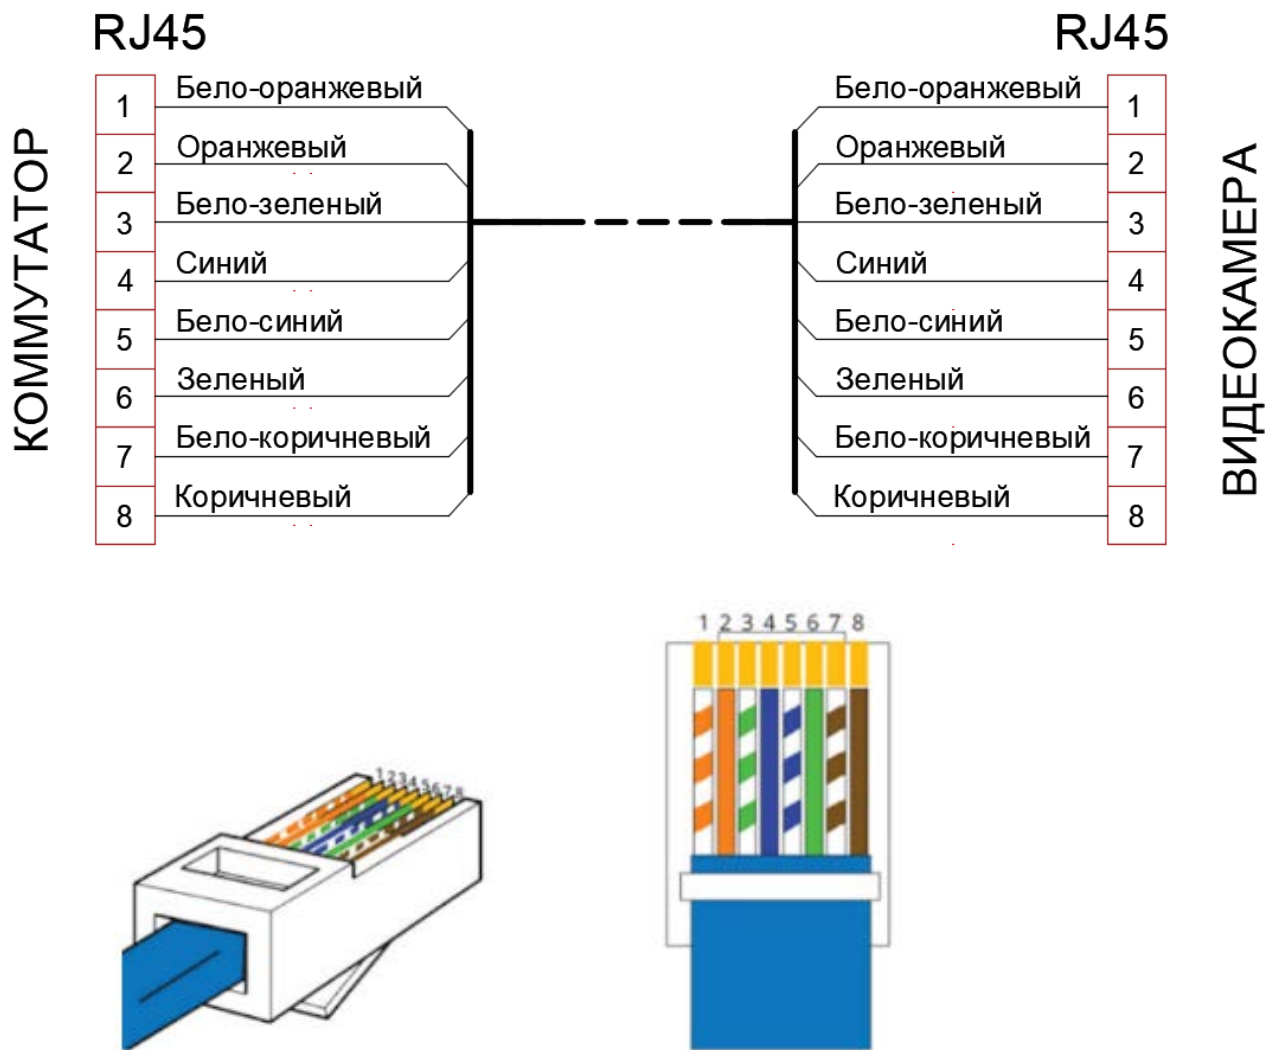 RJ45 RJ45
КОММУТАТОР
1 Бело-оранжевый Бело-оранжевый 1
2 Оранжевый Оранжевый 2
3 Бело-зеленый Бело-зеленый 3
4 Синий Синий 4
5 Бело-синий Бело-синий 5
6 Зеленый Зеленый 6
7 Бело-коричневый Бело-коричневый 7
8 Коричневый Коричневый 8
ВИДЕОКАМЕРА
1 2 3 4 5 6 7 8
12345678